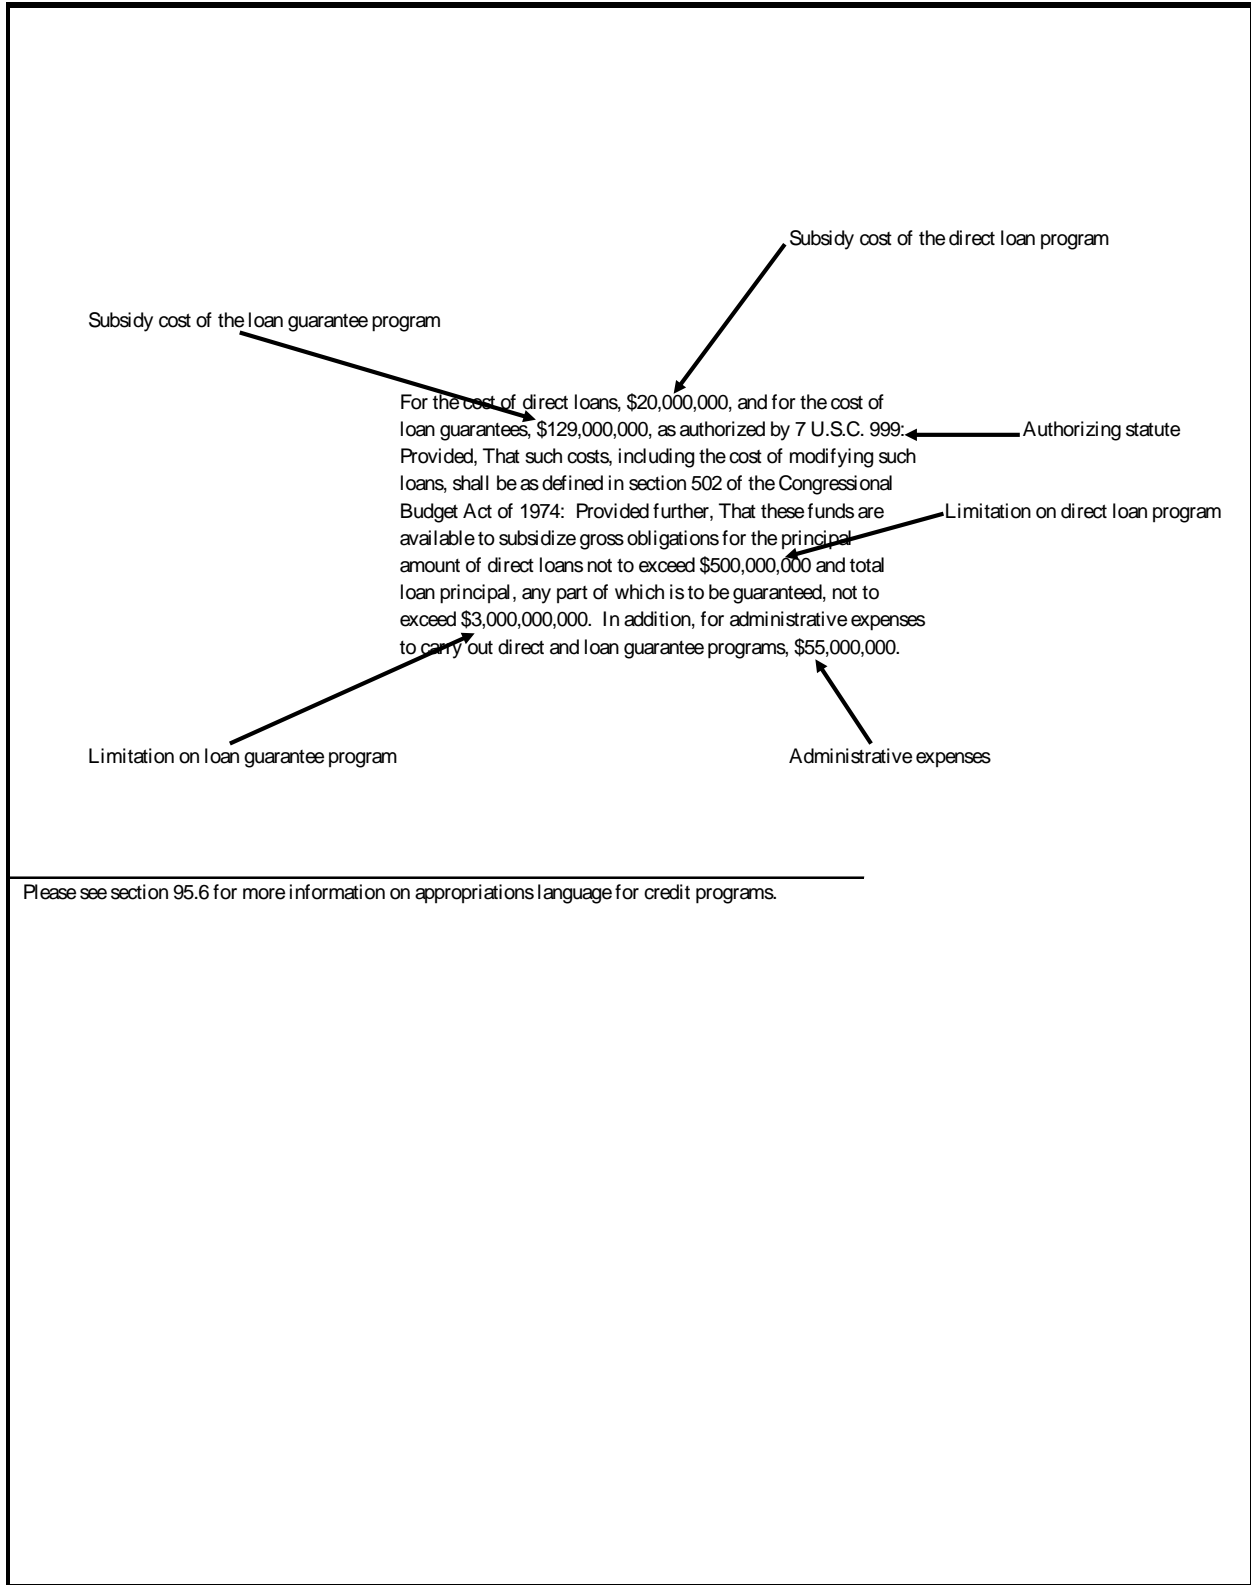 Subsidy cost of the direct loan program
Subsidy cost of the loan guarantee program
For the cost of direct loans, $20,000,000, and for the cost of
loan guarantees, $129,000,000, as authorized by 7 U.S.C. 999:
Authorizing statute
Provided, That such costs, including the cost of modifying such
loans, shall be as defined in section 502 of the Congressional
Budget Act of 1974:  Provided further, That these funds are
Limitation on direct loan program
available to subsidize gross obligations for the principal
amount of direct loans not to exceed $500,000,000 and total
loan principal, any part of which is to be guaranteed, not to
exceed $3,000,000,000.  In addition, for administrative expenses
to carry out direct and loan guarantee programs, $55,000,000.
Limitation on loan guarantee program
Administrative expenses
Please see section 95.6 for more information on appropriations language for credit programs.